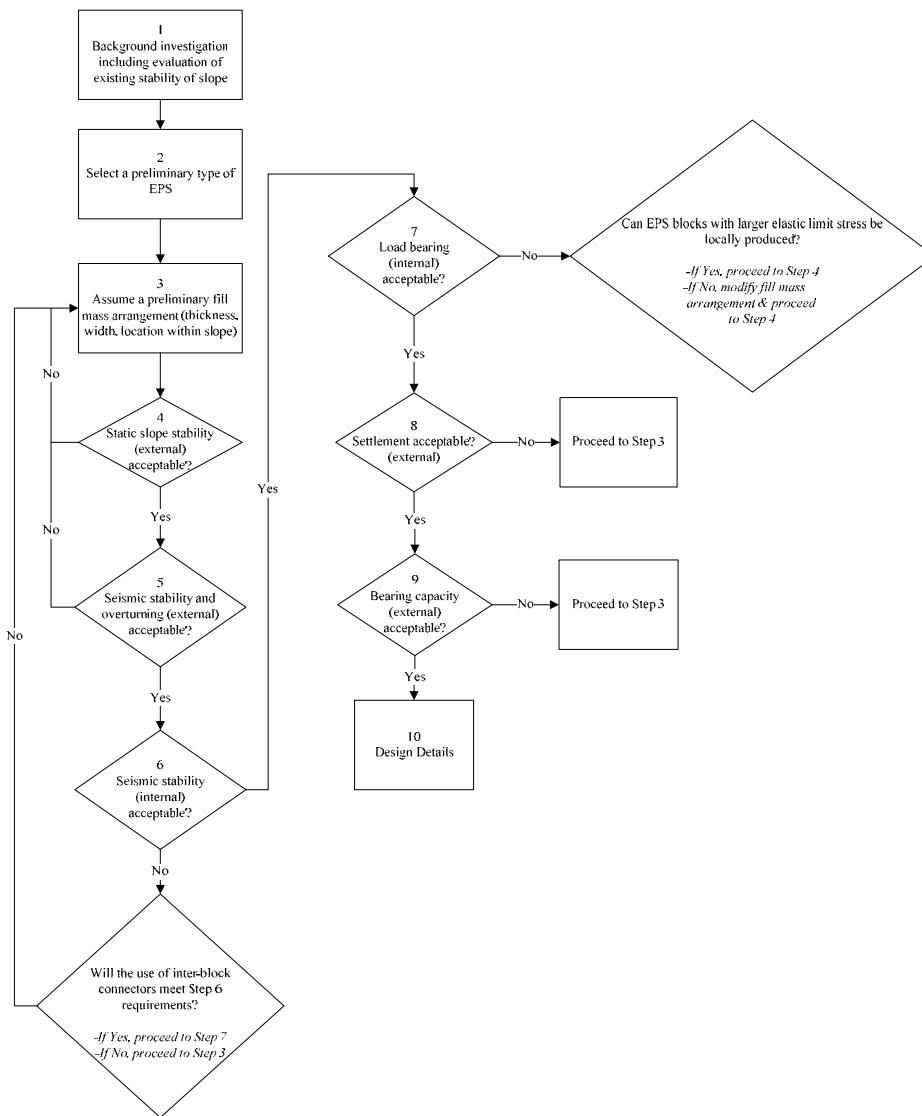 1
Background investigation
including evaluation of
existing stability of slope
2
Select a preliminary type of
EPS
3
Assume a preliminary fill
mass arrangement (thickness,
width, location within slope)
No
4
Static slope stability
(external)
acceptable?
Yes
No
5
Seismic stability and
overturning (external)
acceptable?
No
Yes
6
Seismic stability
(internal)
acceptable?
Yes
No
Will the use of inter-block
connectors meet Step 6
requirements?
-If Yes, proceed to Step 7
-If No, proceed to Step 3
7
Load bearing
(internal)
acceptable?
No
Can EPS blocks with larger elastic limit stress be
locally produced?
-If Yes, proceed to Step 4
-If No, modify fill mass
arrangement & proceed
to Step 4
Yes
8
Settlement acceptable?
(external)
No
Proceed to Step 3
Yes
9
Bearing capacity
(external)
acceptable?
No
Proceed to Step 3
Yes
10
Design Details